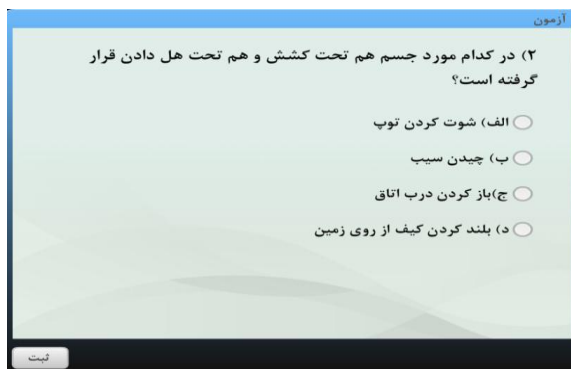 آزمون
۲) در کدام مورد جسم هم تحت کشش و هم تحت هل دادن قرار
گرفته است؟
الف) شوت کردن توپ
ب) چیدن سیب
ج)باز کردن درب اتاق
د) بلند کردن کیف از روی زمین
ثبت